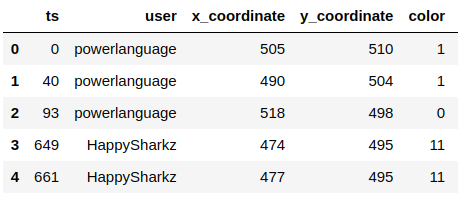 ts user x_coordinate y_coordinate color
0 0 powerlanguage 505 510 1
1 40 powerlanguage 490 504 1
2 93 powerlanguage 518 498 0
3 649 HappySharkz 474 495 11
4 661 HappySharkz 477 495 11